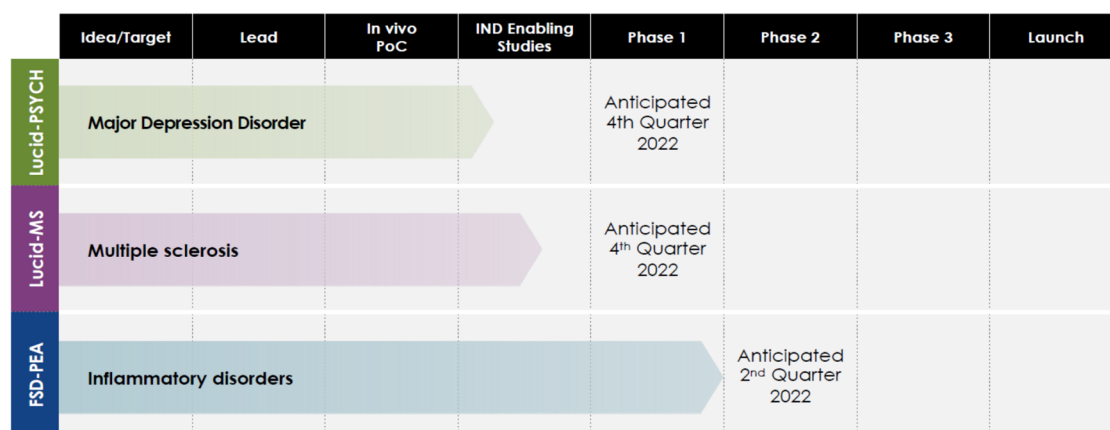 Idea/Target
Lead
In vivo
PoC
IND Enabling
Studies
Phase 1
Phase 2
Phase 3
Launch
Lucid-PSYCH
Major Depression Disorder
Anticipated
4th Quarter
2022
Lucid-MS
Multiple sclerosis
Anticipated
4th Quarter
2022
FSD-PEA
Inflammatory disorders
Anticipated
2nd Quarter
2022